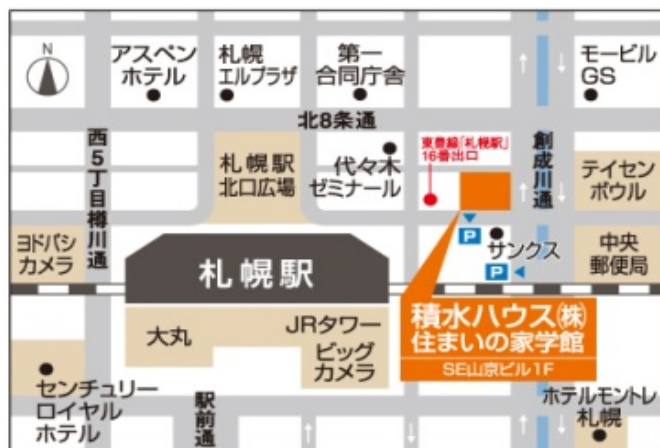 N
アスペン
ホテル
札幌
エルプラザ
第一
合同庁舎
モービル
GS
北8条通
西5丁目樽川通
札幌駅
北口広場
代々木
ゼミナール
東豊線「札幌駅」
16番出口
創成川通
テイセン
ボウル
ヨドバシ
カメラ
札幌駅
P
サンクス
P
中央
郵便局
大丸
JRタワー
ビッグ
カメラ
積水ハウス㈱
住まいの家学館
SE山京ビル1F
センチュリー
ロイヤル
ホテル
駅前通
ホテルモントレ
札幌